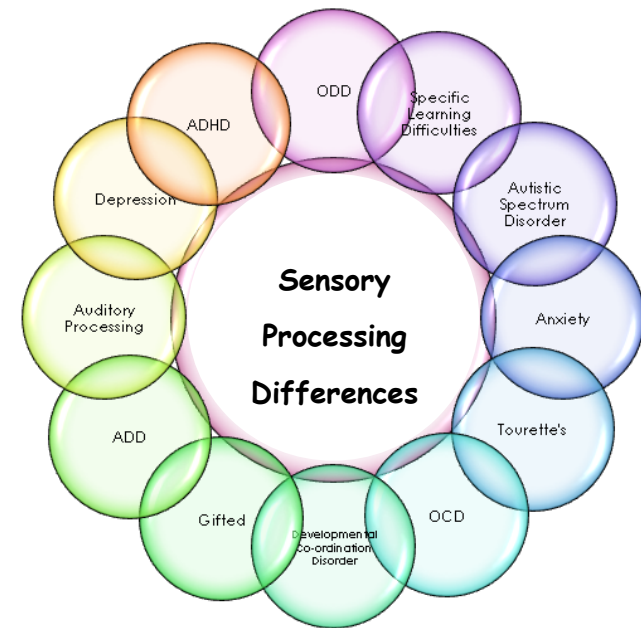 ODD
Specific
Learning
Difficulties
Autistic
Spectrum
Disorder
Anxiety
Tourette's
OCD
Developmental
Co-ordination
Disorder
Gifted
ADD
Auditory
Processing
Depression
ADHD
Sensory
Processing
Differences